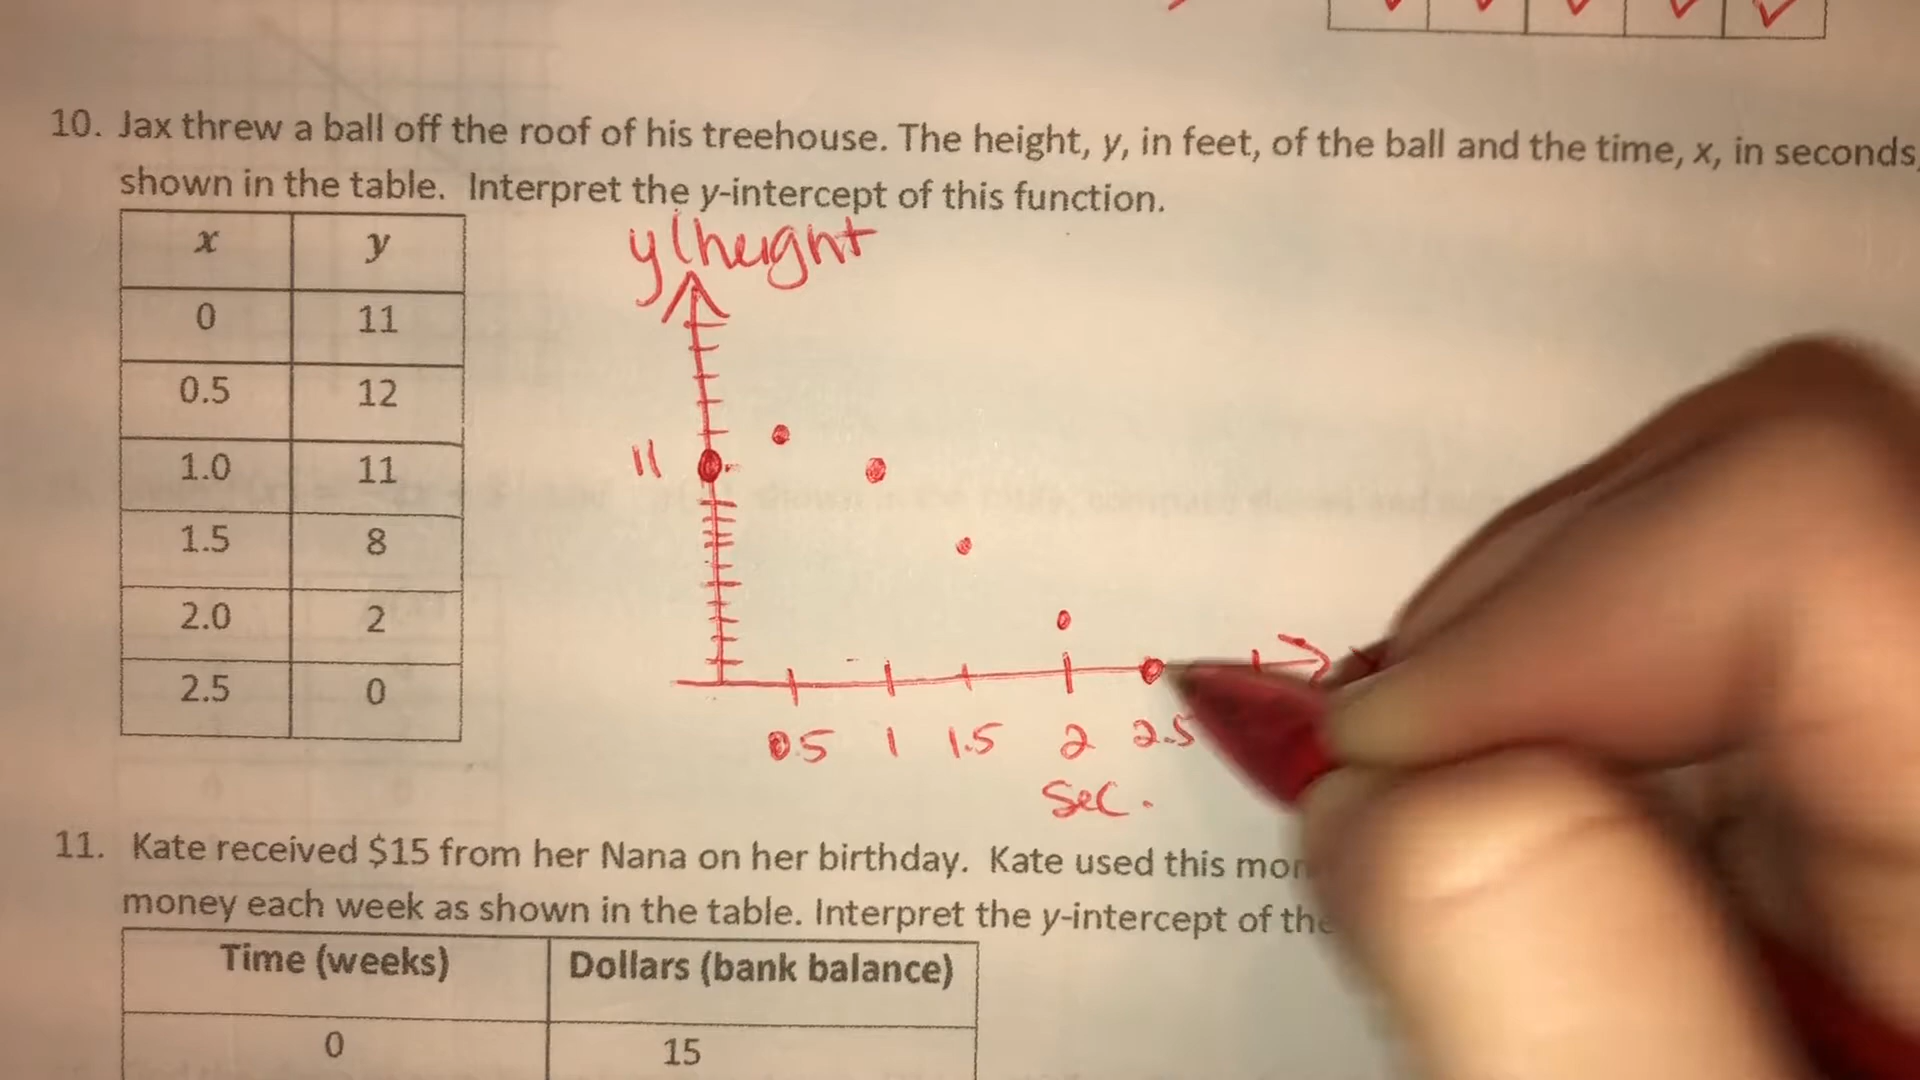 10. Jax threw a ball off the roof of his treehouse. The height, y, in feet, of the ball and the time, x, in seconds,
shown in the table. Interpret the y-intercept of this function.
x y
0 11
0.5 12
1.0 11
1.5 8
2.0 2
2.5 0
y(height
11
0.5 1 1.5 2 2.5
Sec.
11. Kate received $15 from her Nana on her birthday. Kate used this
money each week as shown in the table. Interpret the y-intercept of
Time (weeks) Dollars (bank balance)
0 15